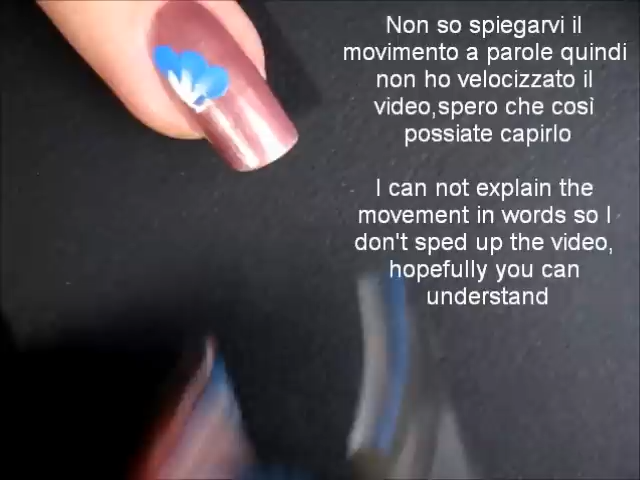 Non so spiegarvi il
movimento a parole quindi
non ho velocizzato il
video,spero che così
possiate capirlo
I can not explain the
movement in words so I
don't sped up the video,
hopefully you can
understand